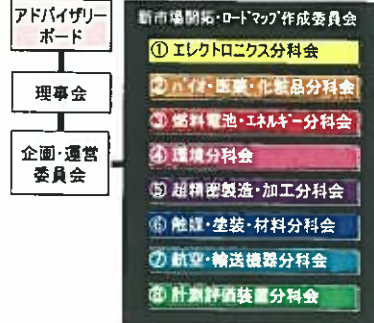 アドバイザリー
ボード
理事会
企画・運営
委員会
新市場開拓・ロードマップ作成委員会
① エレクトロニクス分科会
② バイオ・医薬・化粧品分科会
③ 燃料電池・エネルギー分科会
④ 環境分科会
⑤ 超精密製造・加工分科会
⑥ 触媒・塗装・材料分科会
⑦ 航空・輸送機器分科会
⑧ 計測評価装置分科会